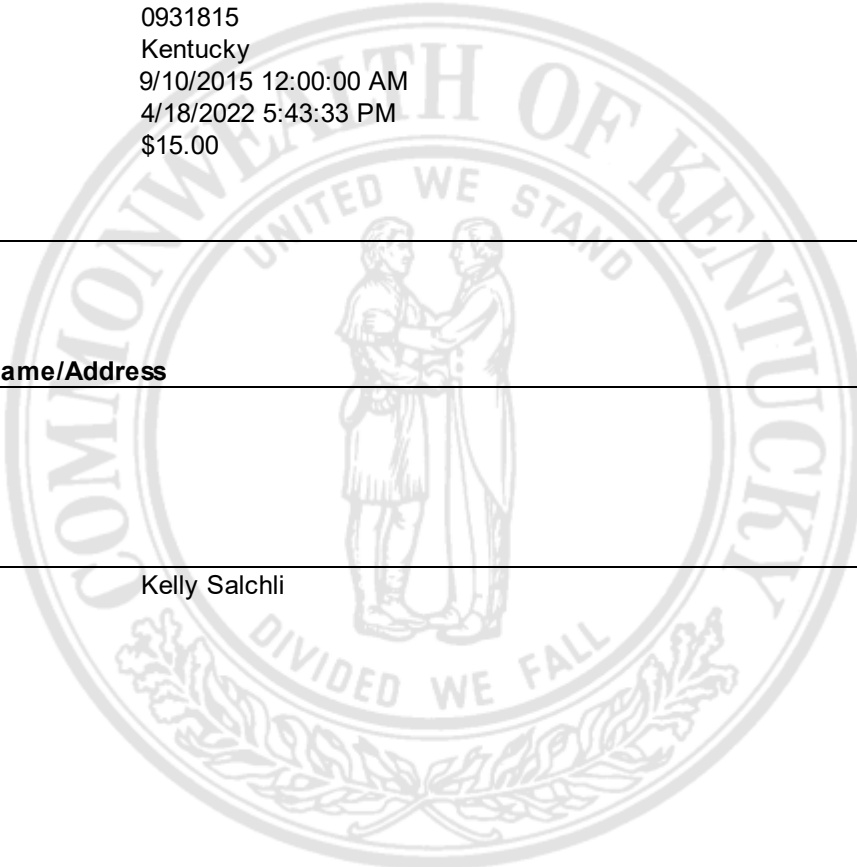 0931815
Kentucky
9/10/2015 12:00:00 AM
4/18/2022 5:43:33 PM
$15.00
COMMONWEALTH OF KENTUCKY
UNITED WE STAND
ame/Address
Kelly Salchli
DIVIDED WE FALL